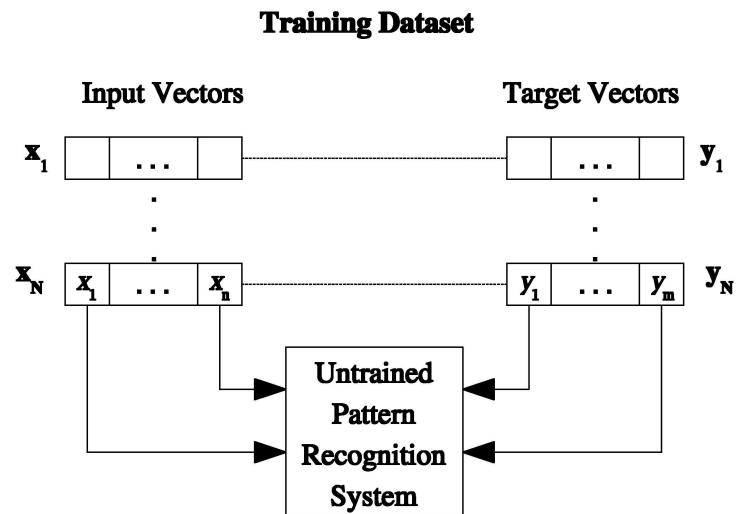 Training Dataset
Input Vectors Target Vectors
x1 ... y1
...
xN x1 ... xn y1 ... ym yN
Untrained
Pattern
Recognition
System